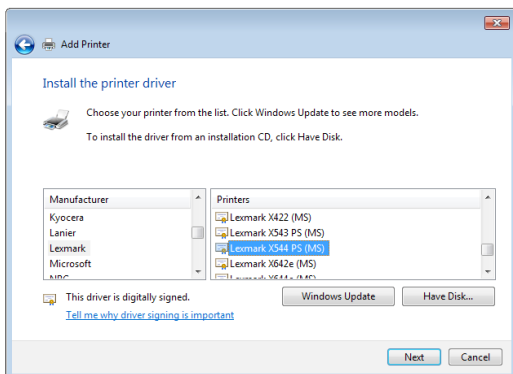 Add Printer
Install the printer driver
Choose your printer from the list. Click Windows Update to see more models.
To install the driver from an installation CD, click Have Disk.
Manufacturer
Kyocera
Lanier
Lexmark
Microsoft
Printers
Lexmark X422 (MS)
Lexmark X543 PS (MS)
Lexmark X544 PS (MS)
Lexmark X642e (MS)
This driver is digitally signed.
Tell me why driver signing is important
Windows Update
Have Disk...
Next
Cancel